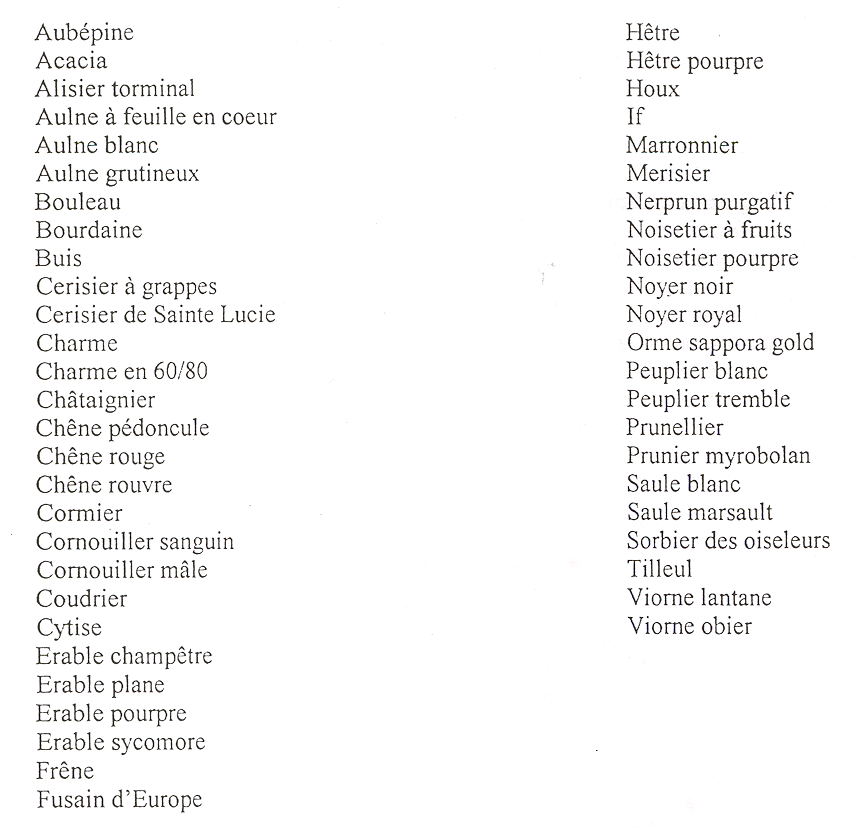 Aubépine
Acacia
Alisier torminal
Aulne à feuille en coeur
Aulne blanc
Aulne grutineux
Bouleau
Bourdaine
Buis
Cerisier à grappes
Cerisier de Sainte Lucie
Charme
Charme en 60/80
Châtaignier
Chêne pédoncule
Chêne rouge
Chêne rouvre
Cormier
Cornouiller sanguin
Cornouiller mâle
Coudrier
Cytise
Erable champêtre
Erable plane
Erable pourpre
Erable sycomore
Frêne
Fusain d'Europe
Hêtre
Hêtre pourpre
Houx
If
Marronnier
Merisier
Nerprun purgatif
Noisetier à fruits
Noisetier pourpre
Noyer noir
Noyer royal
Orme sappora gold
Peuplier blanc
Peuplier tremble
Prunellier
Prunier myrobolan
Saule blanc
Saule marsault
Sorbier des oiseleurs
Tilleul
Viorne lantane
Viorne obier